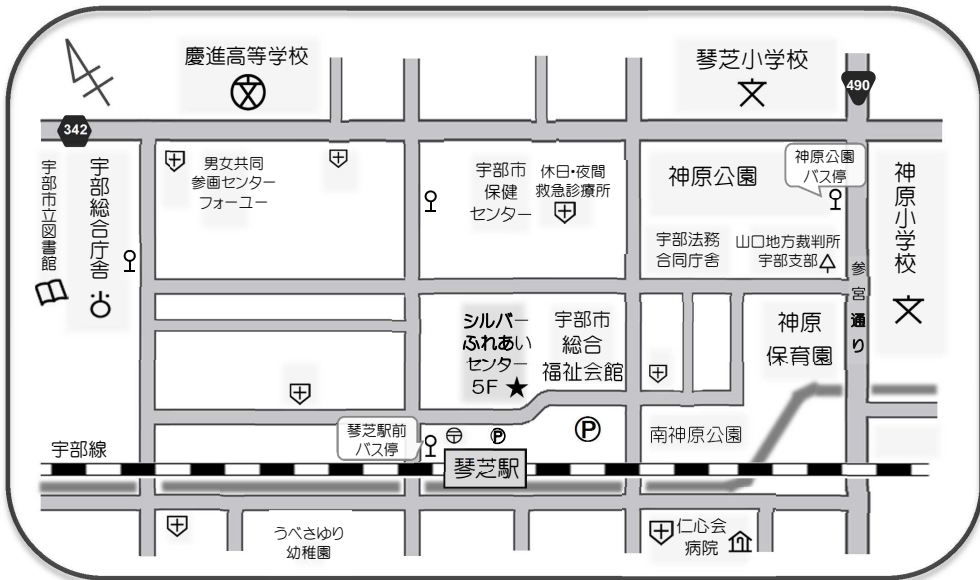 慶進高等学校
琴芝小学校
490
342
男女共同
参画センター
フォーユー
宇部市
保健
センター
休日・夜間
救急診療所
神原公園
神原公園
バス停
宇部市立図書館
宇部総合庁舎
神原小学校
宇部法務
合同庁舎
山口地方裁判所
宇部支部
参宮通り
シルバー
ふれあい
センター
5F ★
宇部市
総合
福祉会館
神原
保育園
琴芝駅前
バス停
P
P
南神原公園
宇部線
琴芝駅
うべさゆり
幼稚園
仁心会
病院